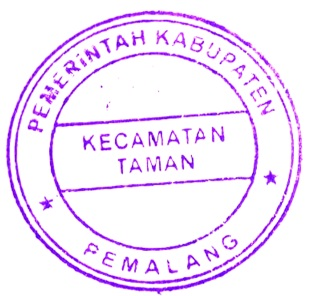 PEMERINTAH KABUPATEN
KECAMATAN
TAMAN
PEMALANG